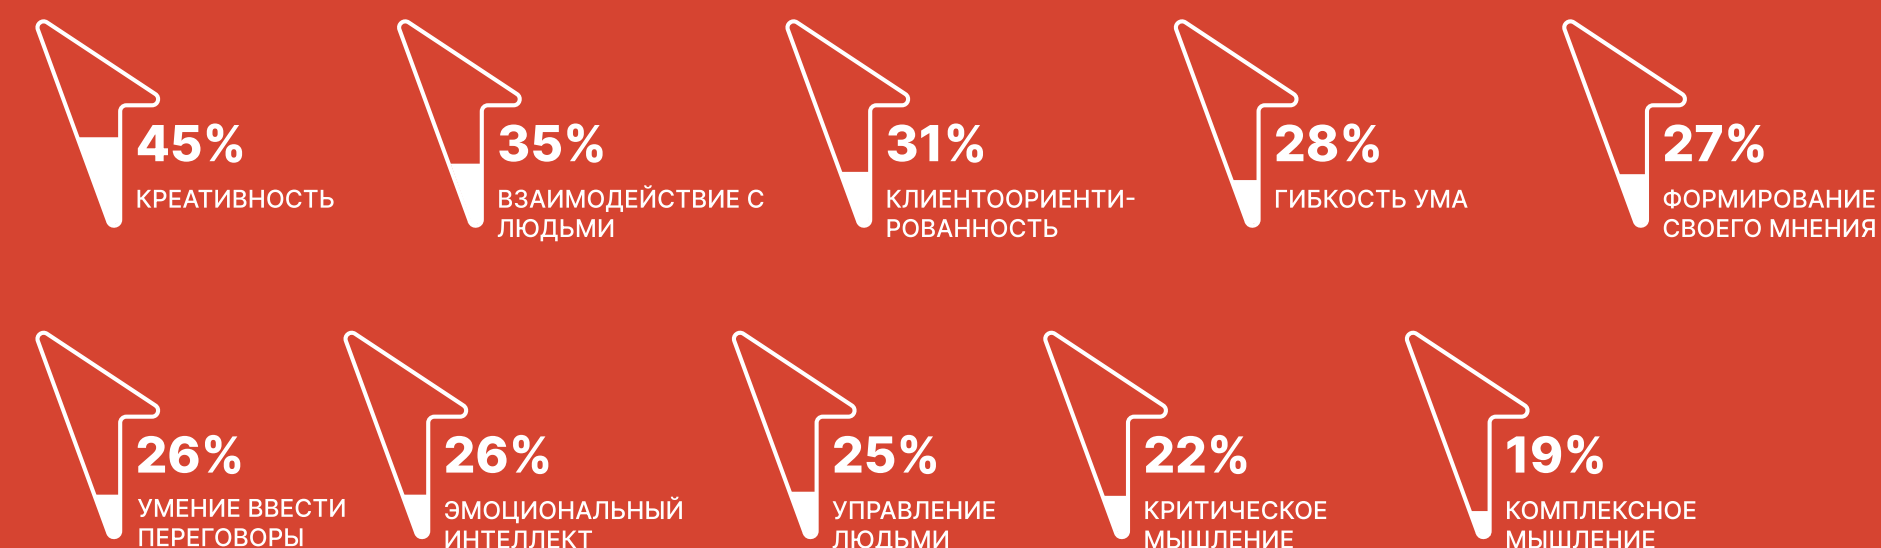 45%
КРЕАТИВНОСТЬ
35%
ВЗАИМОДЕЙСТВИЕ С
ЛЮДЬМИ
31%
КЛИЕНТООРИЕНТИ-
РОВАННОСТЬ
28%
ГИБКОСТЬ УМА
27%
ФОРМИРОВАНИЕ
СВОЕГО МНЕНИЯ
26%
УМЕНИЕ ВВЕСТИ
ПЕРЕГОВОРЫ
26%
ЭМОЦИОНАЛЬНЫЙ
ИНТЕЛЛЕКТ
25%
УПРАВЛЕНИЕ
ЛЮДЬМИ
22%
КРИТИЧЕСКОЕ
МЫШЛЕНИЕ
19%
КОМПЛЕКСНОЕ
МЫШЛЕНИЕ